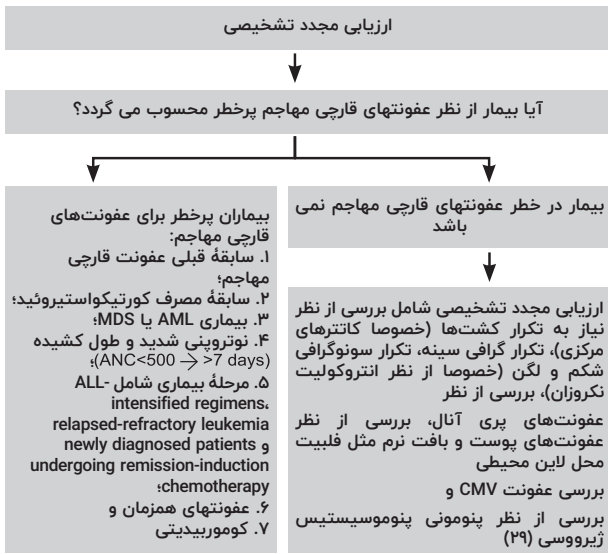 ارزیابی مجدد تشخیصی
آیا بیمار از نظر عفونتهای قارچی مهاجم پرخطر محسوب می گردد؟
بیمار در خطر عفونتهای قارچی مهاجم نمی
باشد
ارزیابی مجدد تشخیصی شامل بررسی از نظر
نیاز به تکرار کشت‌ها (خصوصا کاتترهای
مرکزی)، تکرار گرافی سینه، تکرار سونوگرافی
شکم و لگن (خصوصا از نظر انتروکولیت
نکروزان)، بررسی از نظر
عفونت‌های پری آنال، بررسی از نظر
عفونت‌های پوست و بافت نرم مثل فلبیت
محل لاین محیطی
بررسی عفونت CMV و
بررسی از نظر پنومونی پنوموسیستیس
ژیرووسی (۲۹)
بیماران پرخطر برای عفونت‌های
قارچی مهاجم:
۱. سابقهٔ قبلی عفونت قارچی
مهاجم؛
۲. سابقهٔ مصرف کورتیکواستیروئید؛
۳. بیماری AML یا MDS؛
۴. نوتروپنی شدید و طول کشیده
(ANC<500 → >7 days)؛
۵. مرحلهٔ بیماری شامل ALL-
intensified regimens،
relapsed-refractory leukemia
و newly diagnosed patients
undergoing remission-induction
chemotherapy؛
۶. عفونتهای همزمان و
۷. کوموربیدیتی